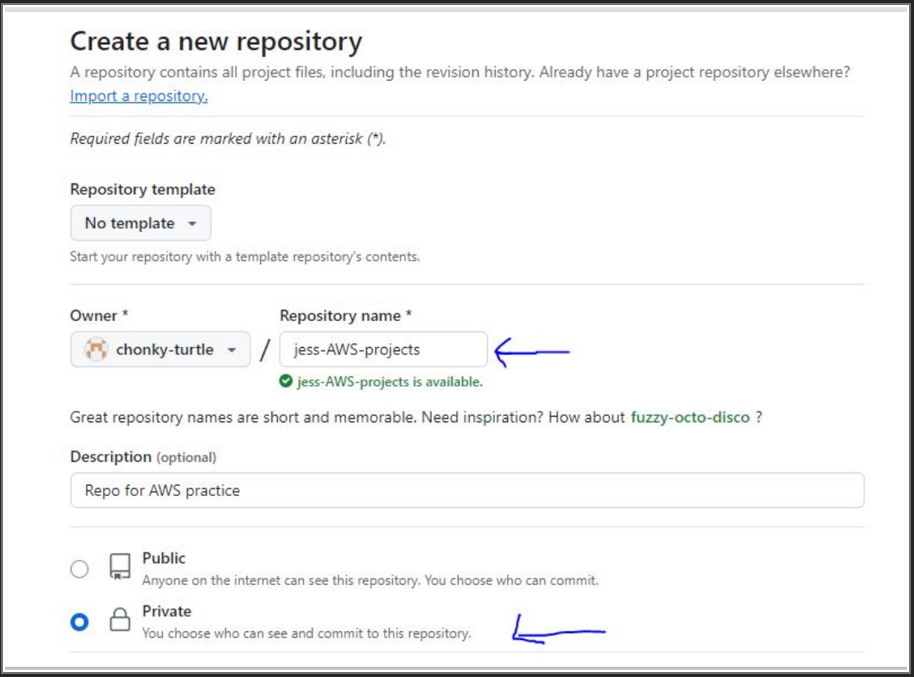 Create a new repository
A repository contains all project files, including the revision history. Already have a project repository elsewhere?
Import a repository.
Required fields are marked with an asterisk (*).
Repository template
No template
Start your repository with a template repository's contents.
Owner *
Repository name *
chonky-turtle / jess-AWS-projects
jess-AWS-projects is available.
Great repository names are short and memorable. Need inspiration? How about fuzzy-octo-disco ?
Description (optional)
Repo for AWS practice
Public
Anyone on the internet can see this repository. You choose who can commit.
Private
You choose who can see and commit to this repository.